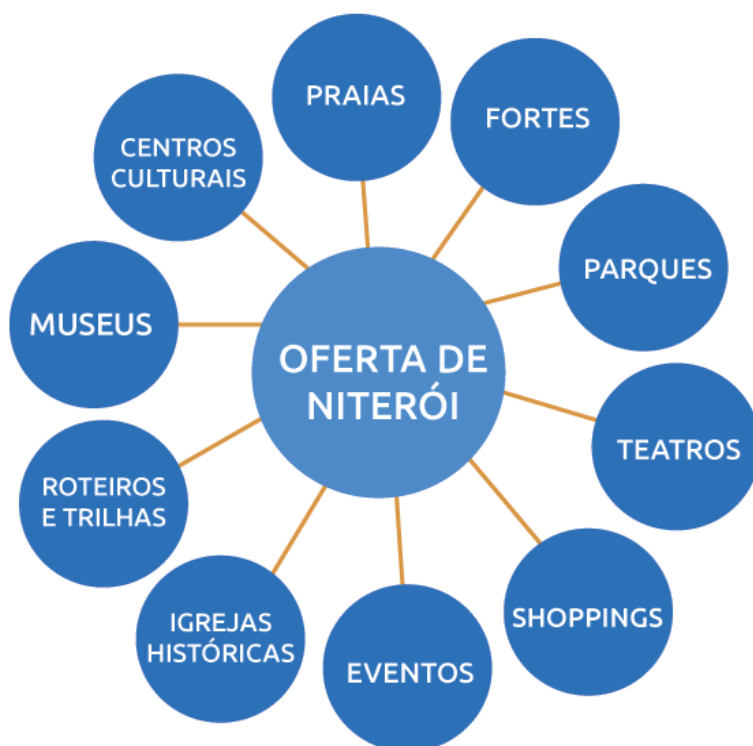 PRAIAS
FORTES
CENTROS
CULTURAIS
PARQUES
MUSEUS
OFERTA DE
NITERÓI
TEATROS
ROTEIROS
E TRILHAS
SHOPPINGS
IGREJAS
HISTÓRICAS
EVENTOS